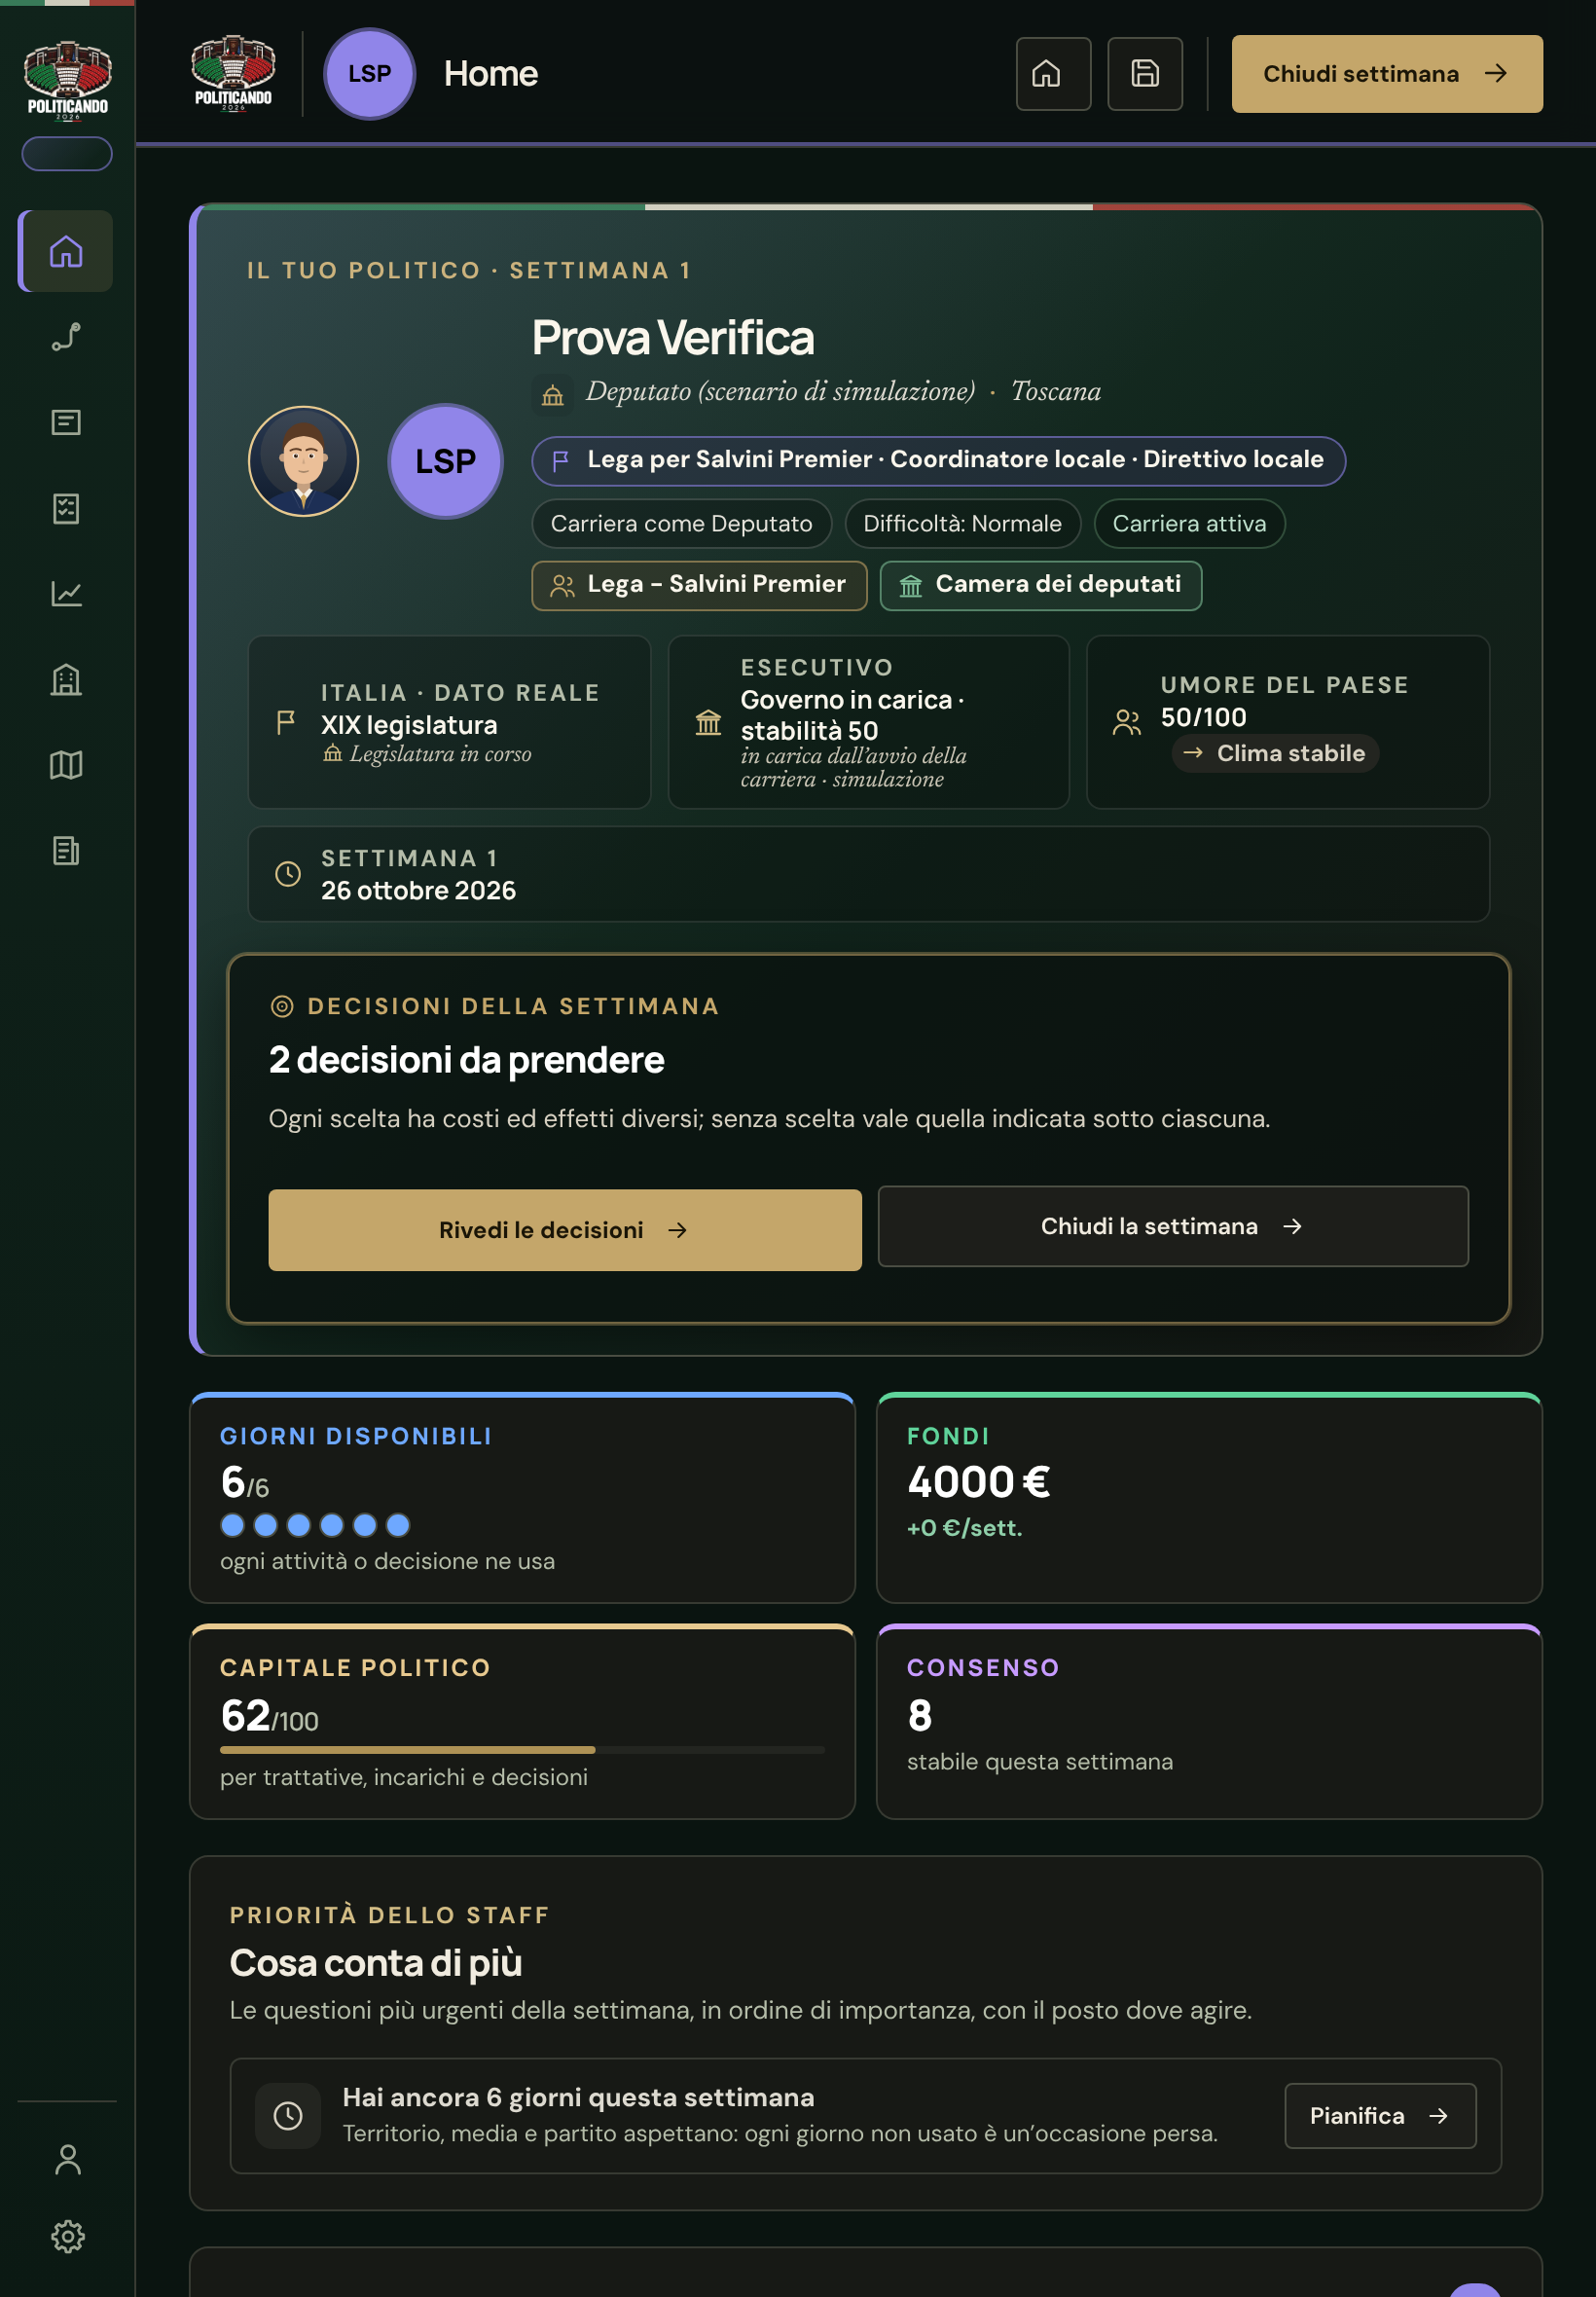 POLITICANDO
2026
POLITICANDO
2026
LSP
Home
Chiudi settimana →
IL TUO POLITICO · SETTIMANA 1
Prova Verifica
Deputato (scenario di simulazione) · Toscana
LSP
Lega per Salvini Premier · Coordinatore locale · Direttivo locale
Carriera come Deputato
Difficoltà: Normale
Carriera attiva
Lega – Salvini Premier
Camera dei deputati
ITALIA · DATO REALE
XIX legislatura
Legislatura in corso
ESECUTIVO
Governo in carica ·
stabilità 50
in carica dall’avvio della
carriera · simulazione
UMORE DEL PAESE
50/100
→ Clima stabile
SETTIMANA 1
26 ottobre 2026
DECISIONI DELLA SETTIMANA
2 decisioni da prendere
Ogni scelta ha costi ed effetti diversi; senza scelta vale quella indicata sotto ciascuna.
Rivedi le decisioni →
Chiudi la settimana →
GIORNI DISPONIBILI
6/6
ogni attività o decisione ne usa
FONDI
4000 €
+0 €/sett.
CAPITALE POLITICO
62/100
per trattative, incarichi e decisioni
CONSENSO
8
stabile questa settimana
PRIORITÀ DELLO STAFF
Cosa conta di più
Le questioni più urgenti della settimana, in ordine di importanza, con il posto dove agire.
Hai ancora 6 giorni questa settimana
Territorio, media e partito aspettano: ogni giorno non usato è un’occasione persa.
Pianifica →